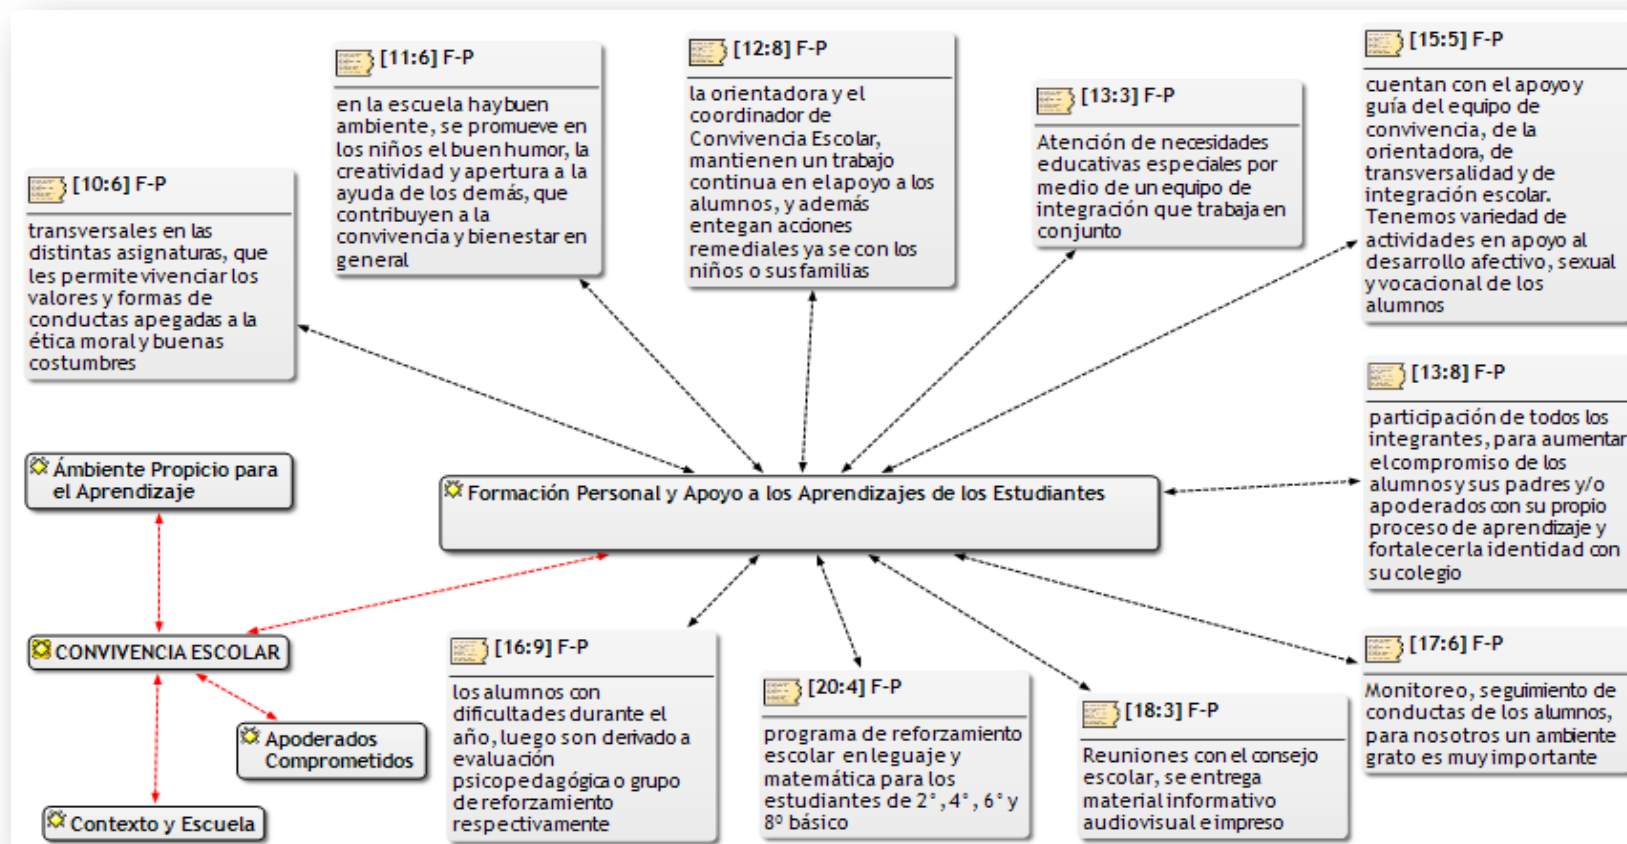 [10:6] F-P
transversales en las
distintas asignaturas, que
les permite vivenciar los
valores y formas de
conductas apegadas a la
ética moral y buenas
costumbres
[11:6] F-P
en la escuela hay buen
ambiente, se promueve en
los niños el buen humor, la
creatividad y apertura a la
ayuda de los demás, que
contribuyen a la
convivencia y bienestar en
general
[12:8] F-P
la orientadora y el
coordinador de
Convivencia Escolar,
mantienen un trabajo
continua en el apoyo a los
alumnos, y además
entegan acciones
remediales ya se con los
niños o sus familias
[13:3] F-P
Atención de necesidades
educativas especiales por
medio de un equipo de
integración que trabaja en
conjunto
[15:5] F-P
cuentan con el apoyo y
guía del equipo de
convivencia, de la
orientadora, de
transversalidad y de
integración escolar.
Tenemos variedad de
actividades en apoyo al
desarrollo afectivo, sexual
y vocacional de los
alumnos
[13:8] F-P
participación de todos los
integrantes, para aumentar
el compromiso de los
alumnos y sus padres y/o
apoderados con su propio
proceso de aprendizaje y
fortalecer la identidad con
su colegio
Ámbiente Propicio para
el Aprendizaje
Formación Personal y Apoyo a los Aprendizajes de los Estudiantes
CONVIVENCIA ESCOLAR
Apoderados
Comprometidos
Contexto y Escuela
[16:9] F-P
los alumnos con
dificultades durante el
año, luego son derivado a
evaluación
psicopedagógica o grupo
de reforzamiento
respectivamente
[20:4] F-P
programa de reforzamiento
escolar en leguaje y
matemática para los
estudiantes de 2°, 4°, 6° y
8º básico
[18:3] F-P
Reuniones con el consejo
escolar, se entrega
material informativo
audiovisual e impreso
[17:6] F-P
Monitoreo, seguimiento de
conductas de los alumnos,
para nosotros un ambiente
grato es muy importante